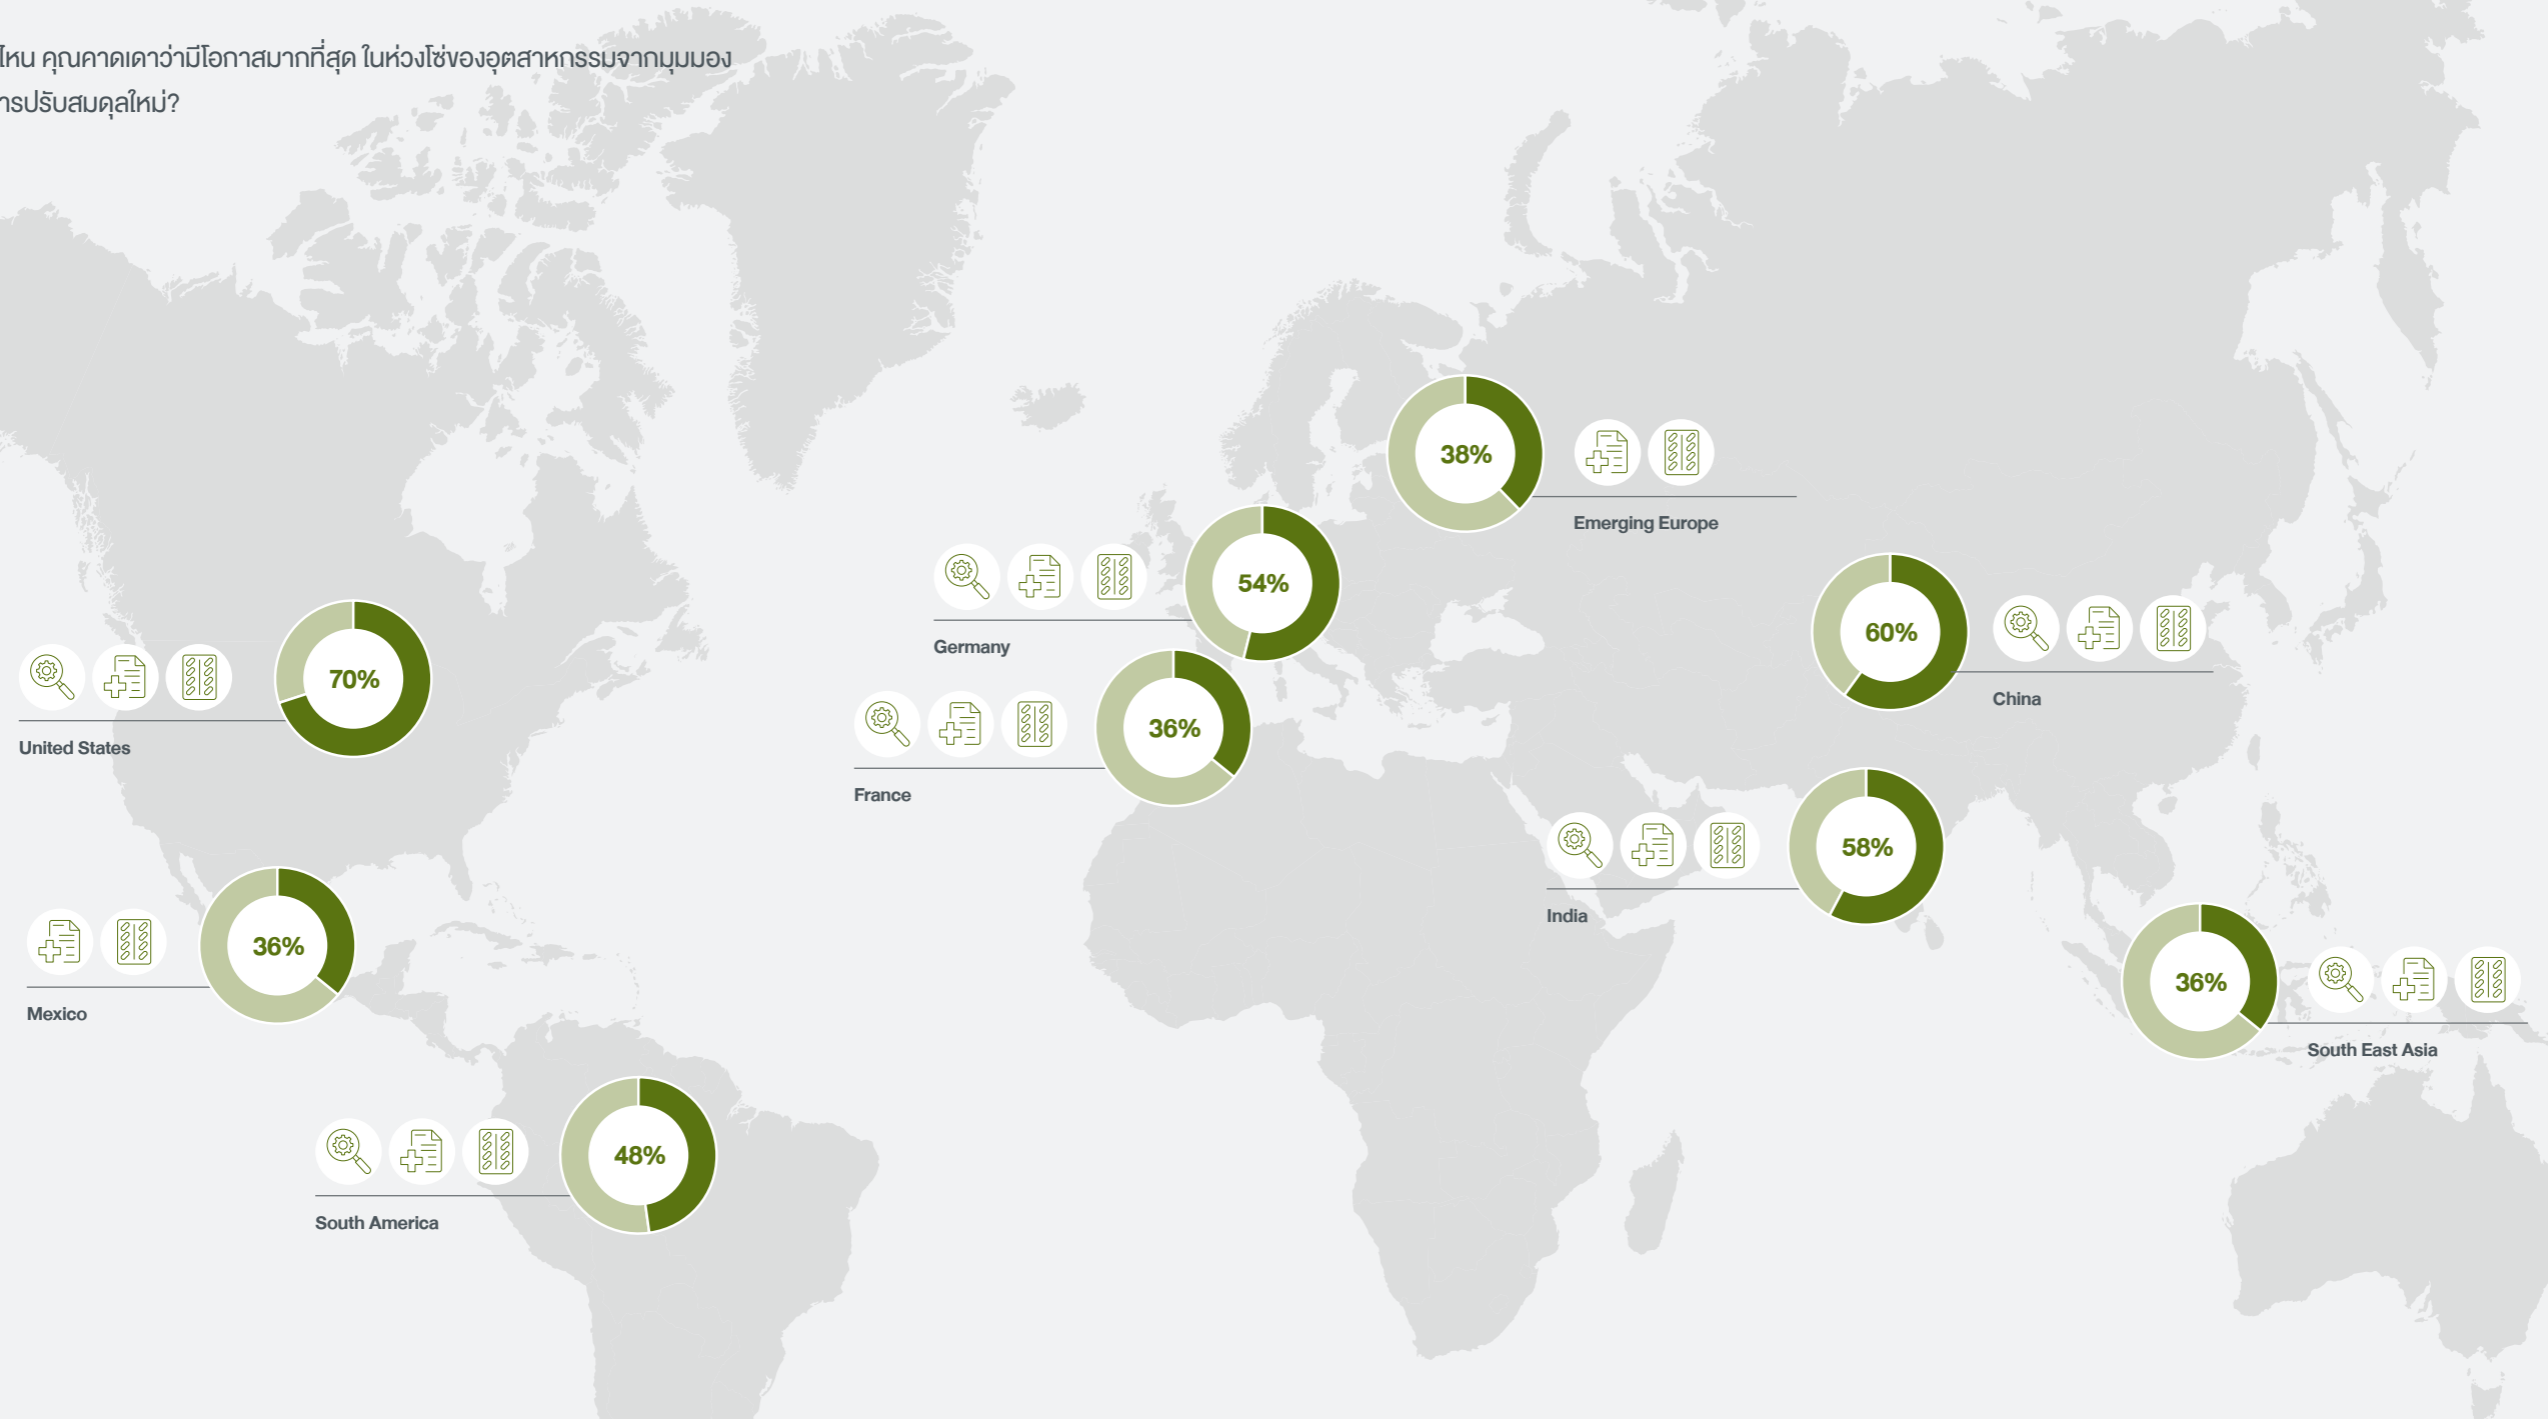 ไหน คุณคาดเดาว่ามีโอกาสมากที่สุด ในห่วงโซ่ของอุตสาหกรรมจากมุมมอง
ารปรับสมดุลใหม่?
38%
Emerging Europe
54%
Germany
60%
China
70%
United States
36%
France
58%
India
36%
Mexico
36%
South East Asia
48%
South America